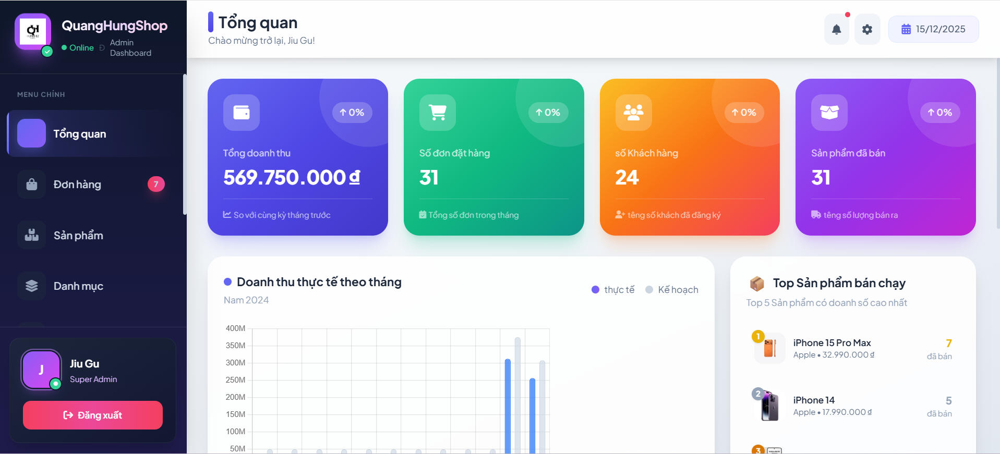 QuangHungShop
Online Đ Admin Dashboard
MENU CHÍNH
Tổng quan
Đơn hàng
7
Sản phẩm
Danh mục
J
Jiu Gu
Super Admin
Đăng xuất
Tổng quan
Chào mừng trở lại, Jiu Gu!
15/12/2025
0%
Tổng doanh thu
569.750.000 ₫
So với cùng kỳ tháng trước
0%
Số đơn đặt hàng
31
Tổng số đơn trong tháng
0%
số Khách hàng
24
têng số khách đã đăng ký
0%
Sản phẩm đã bán
31
têng số lượng bán ra
Doanh thu thực tế theo tháng
Nam 2024
thực tế
Kế hoạch
400M
350M
300M
250M
200M
150M
100M
50M
Top Sản phẩm bán chạy
Top 5 Sản phẩm có doanh số cao nhất
1
iPhone 15 Pro Max
Apple • 32.990.000 ₫
7
đã bán
2
iPhone 14
Apple • 17.990.000 ₫
5
đã bán
3